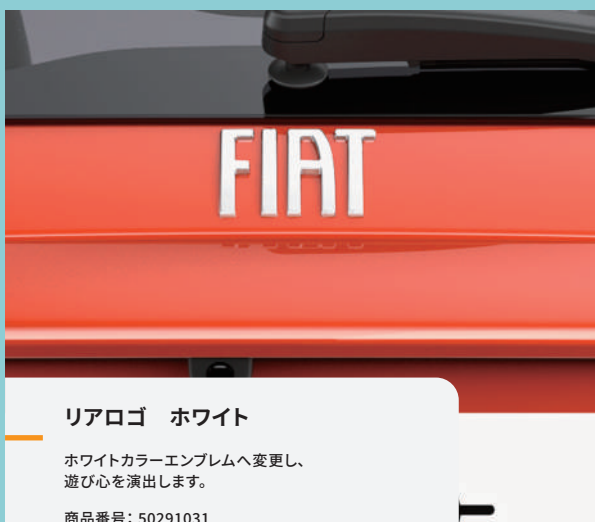 FIAT
リアロゴ　ホワイト
ホワイトカラーエンブレムへ変更し、
遊び心を演出します。
商品番号: 50291031